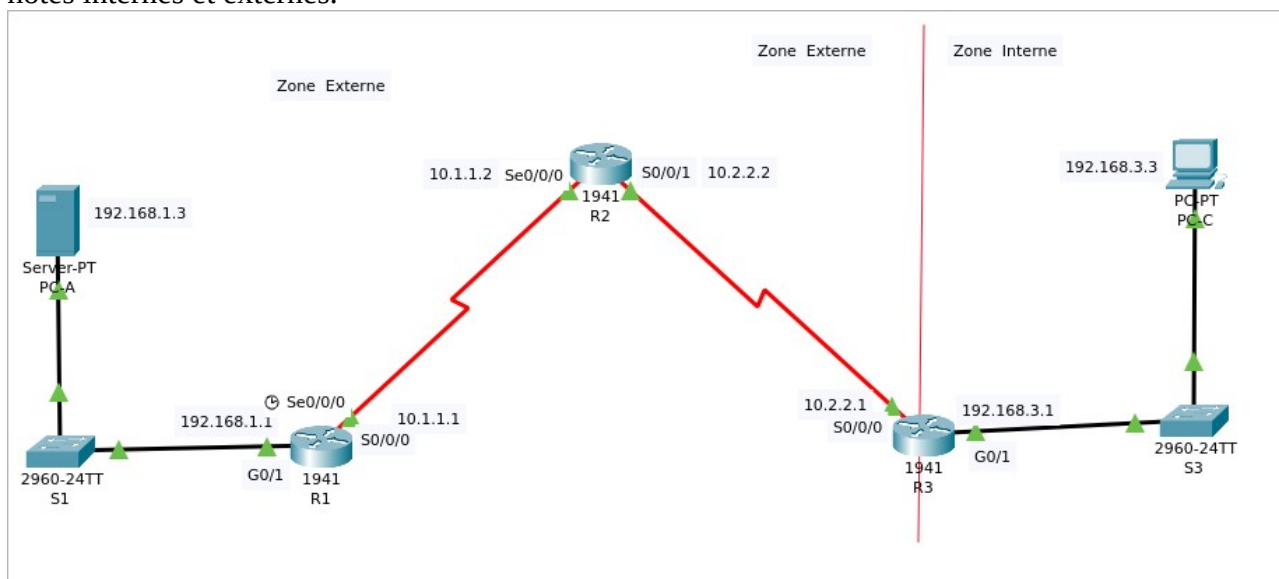 hôtes internes et externes.
Zone Externe
Zone Interne
Zone Externe
10.1.1.2
Se0/0/0
S0/0/1
10.2.2.2
1941
R2
192.168.3.3
PC-PT
PC-C
192.168.1.3
Server-PT
PC-A
Se0/0/0
192.168.1.1
10.1.1.1
S0/0/0
G0/1
1941
R1
2960-24TT
S1
10.2.2.1
S0/0/0
192.168.3.1
G0/1
1941
R3
2960-24TT
S3